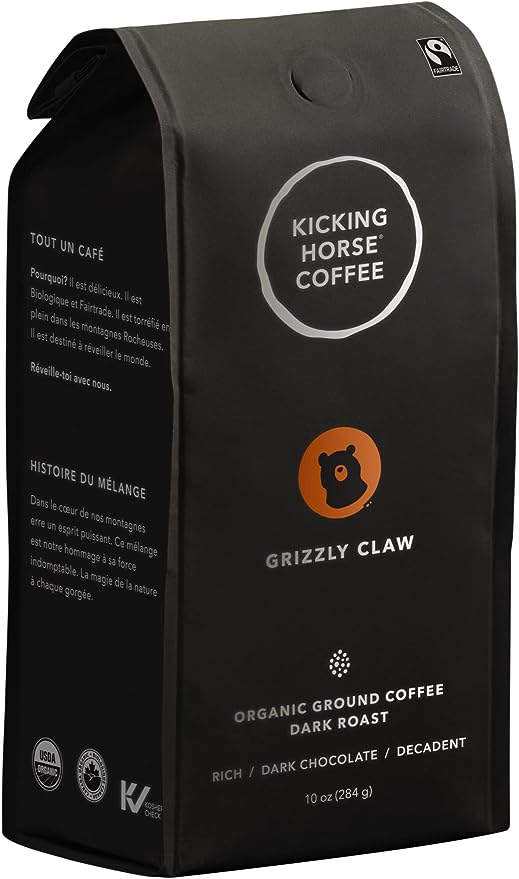 FAIRTRADE
KICKING
HORSE®
COFFEE
GRIZZLY CLAW
ORGANIC GROUND COFFEE
DARK ROAST
RICH / DARK CHOCOLATE / DECADENT
10 oz (284 g)
TOUT UN CAFÉ
Pourquoi? Il est délicieux. Il est
Biologique et Fairtrade. Il est torréfié en
plein dans les montagnes Rocheuses.
Il est destiné à réveiller le monde.
Réveille-toi avec nous.
HISTOIRE DU MÉLANGE
Dans le cœur de nos montagnes
erre un esprit puissant. Ce mélange
est notre hommage à sa force
indomptable. La magie de la nature
à chaque gorgée.
USDA
ORGANIC
KOSHER
CHECK